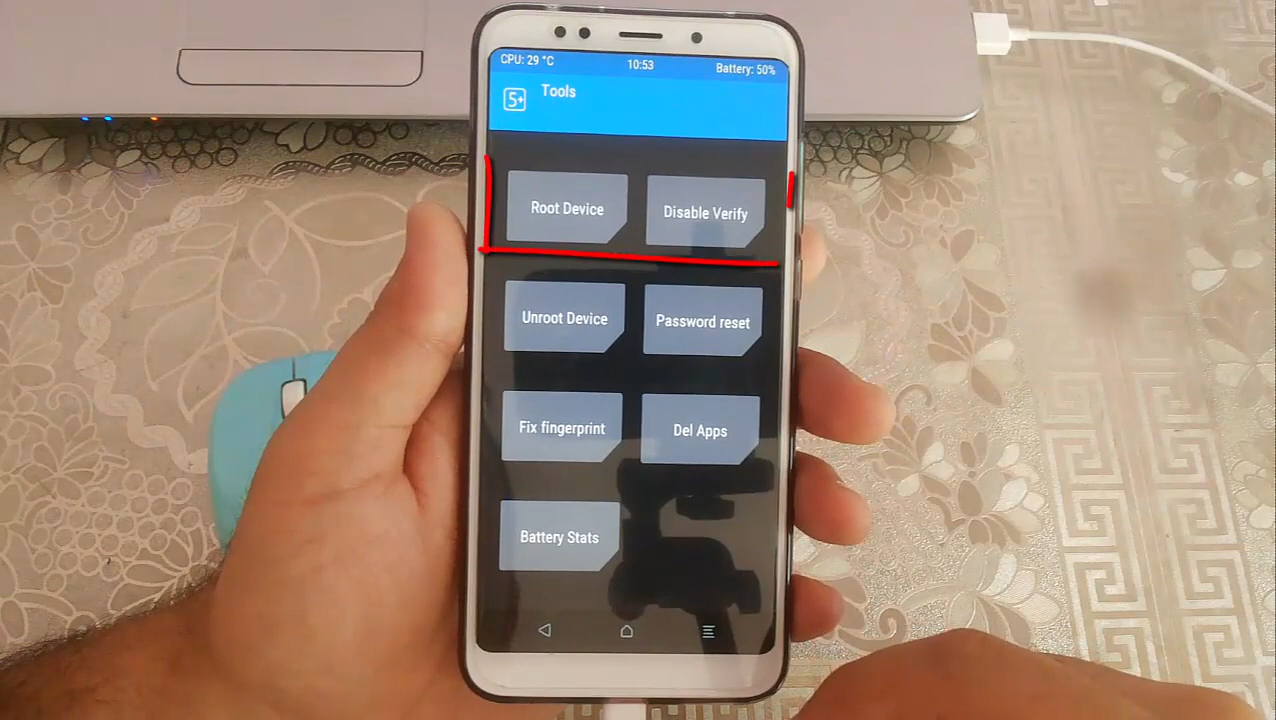 CPU: 29 °C 10:53 Battery: 50%
5+ Tools
Root Device Disable Verify
Unroot Device Password reset
Fix fingerprint Del Apps
Battery Stats